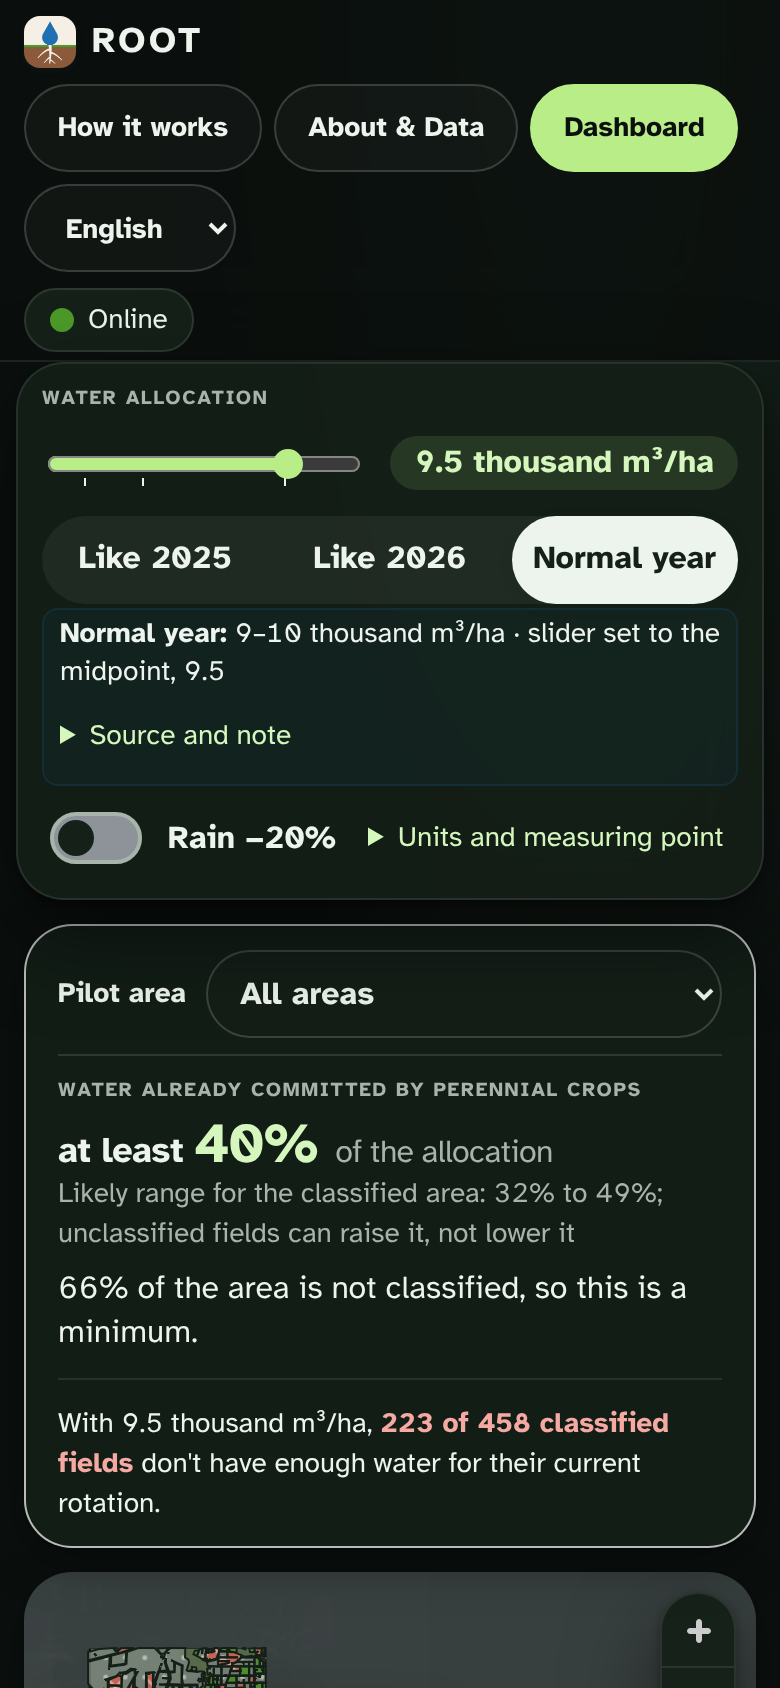 ROOT
How it works
About & Data
Dashboard
English
Online
WATER ALLOCATION
9.5 thousand m³/ha
Like 2025
Like 2026
Normal year
Normal year: 9–10 thousand m³/ha · slider set to the
midpoint, 9.5
▶ Source and note
Rain −20%
▶ Units and measuring point
Pilot area
All areas
WATER ALREADY COMMITTED BY PERENNIAL CROPS
at least 40% of the allocation
Likely range for the classified area: 32% to 49%;
unclassified fields can raise it, not lower it
66% of the area is not classified, so this is a
minimum.
With 9.5 thousand m³/ha, 223 of 458 classified
fields don't have enough water for their current
rotation.
+